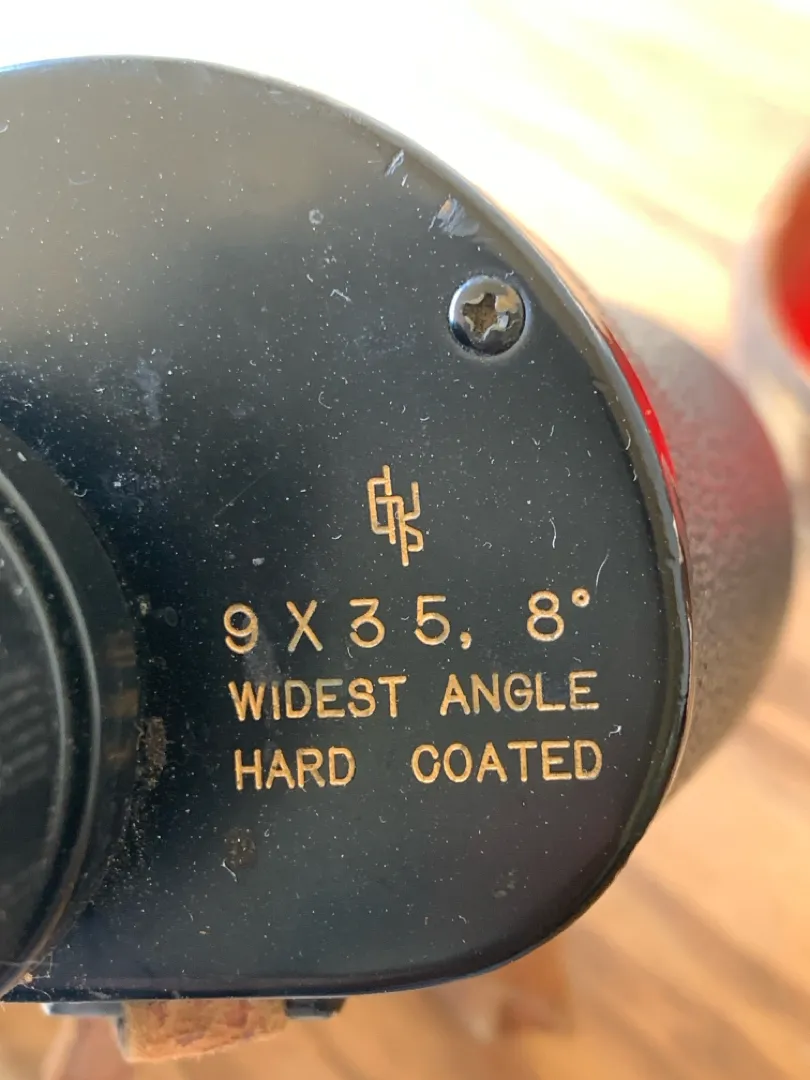 9 X 35, 8°
WIDEST ANGLE
HARD COATED